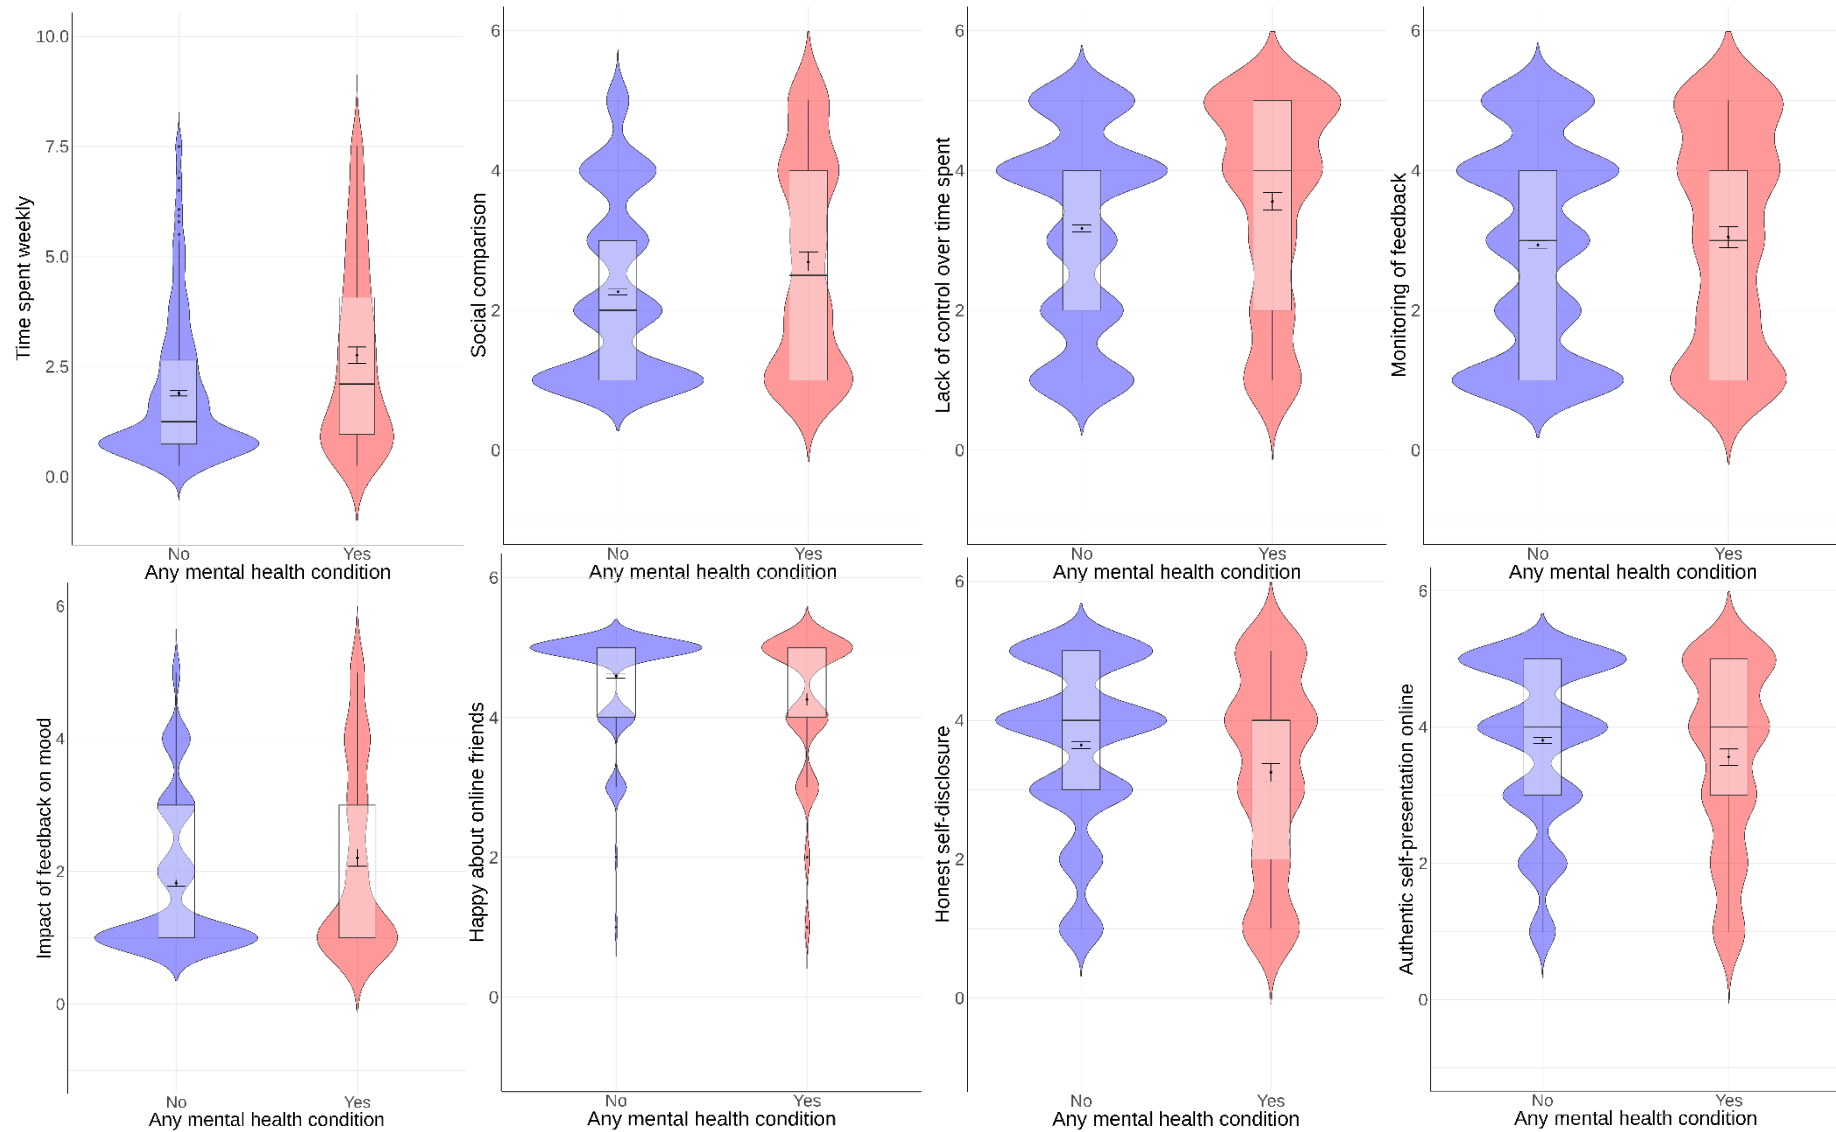 Time spent weekly
10.0
7.5
5.0
2.5
0.0
No Yes
Any mental health condition
Social comparison
6
4
2
0
No Yes
Any mental health condition
Lack of control over time spent
6
4
2
0
No Yes
Any mental health condition
Monitoring of feedback
6
4
2
0
No Yes
Any mental health condition
Impact of feedback on mood
6
4
2
0
No Yes
Any mental health condition
Happy about online friends
6
4
2
0
No Yes
Any mental health condition
Honest self-disclosure
6
4
2
0
No Yes
Any mental health condition
Authentic self-presentation online
6
4
2
0
No Yes
Any mental health condition